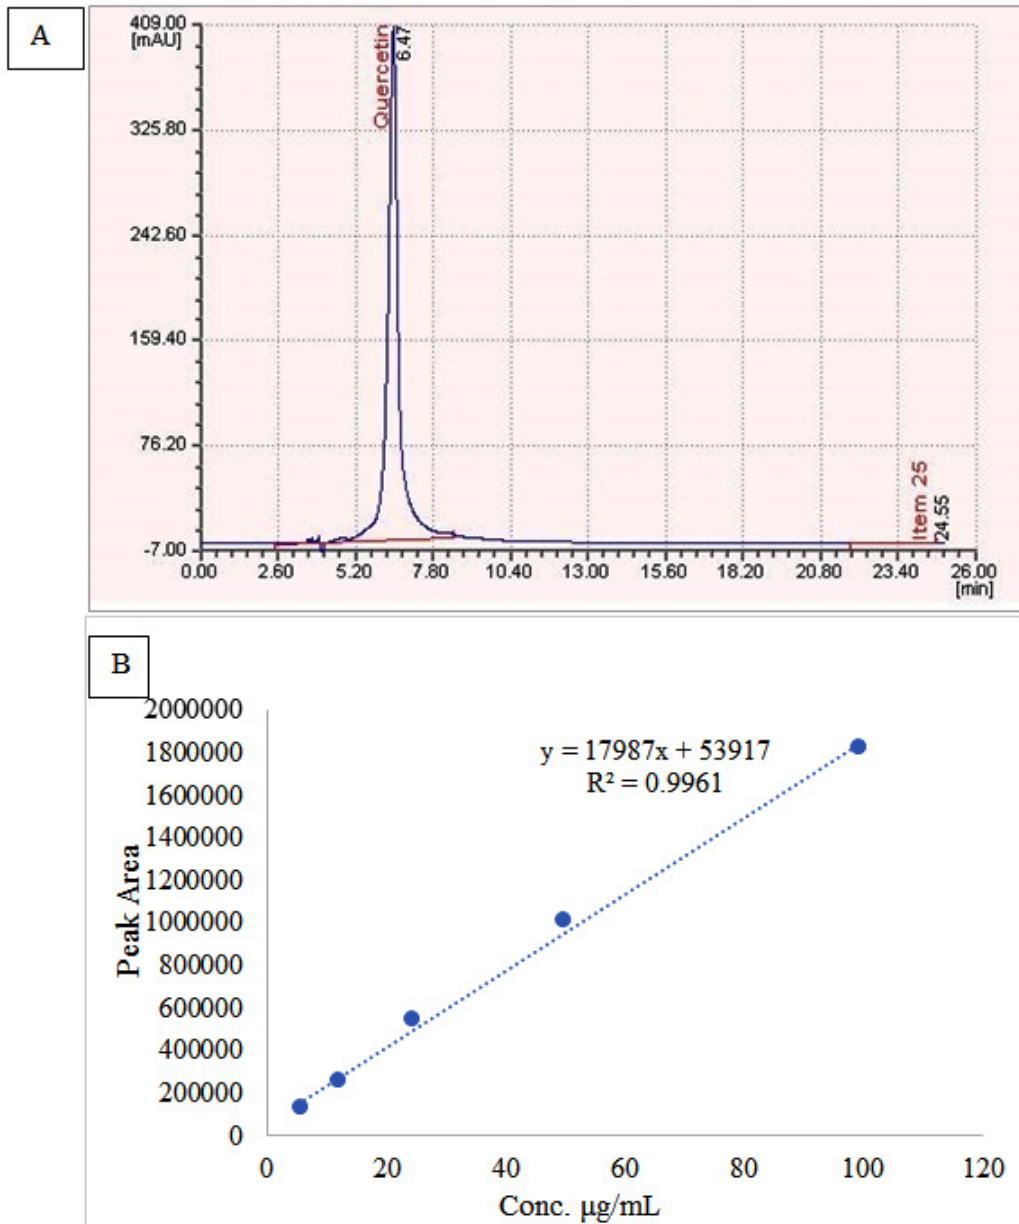 A
409.00
[mAU]
Quercetin
6.47
325.80
242.60
159.40
76.20
-7.00
Item 25
24.55
0.00 2.60 5.20 7.80 10.40 13.00 15.60 18.20 20.80 23.40 26.00
[min]
B
2000000
1800000
1600000
1400000
1200000
1000000
800000
600000
400000
200000
0
Peak Area
y = 17987x + 53917
R² = 0.9961
0 20 40 60 80 100 120
Conc. µg/mL